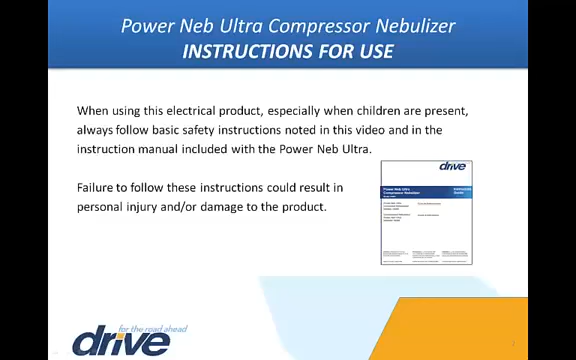 Power Neb Ultra Compressor Nebulizer
INSTRUCTIONS FOR USE
When using this electrical product, especially when children are present,
always follow basic safety instructions noted in this video and in the
instruction manual included with the Power Neb Ultra.
drive
Power Neb Ultra
Compressor Nebulizer
Failure to follow these instructions could result in
personal injury and/or damage to the product.
for the road ahead
drive